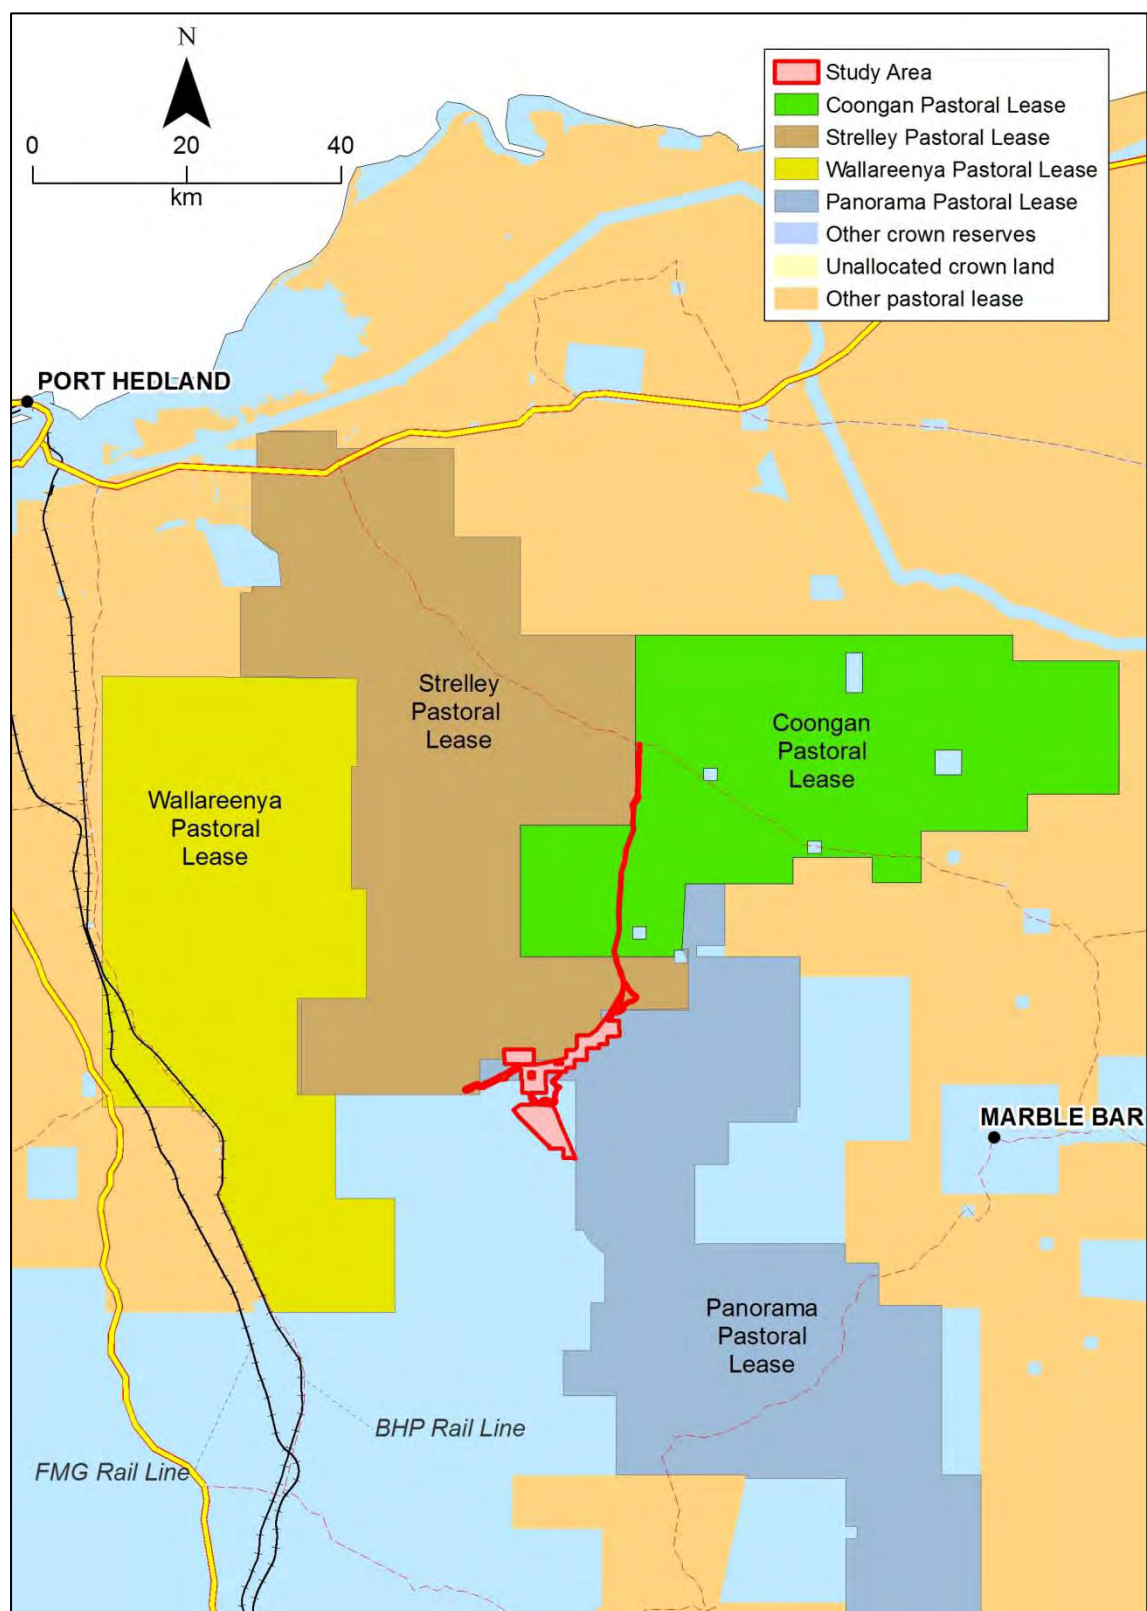 N
0 20 40
km
Study Area
Coongan Pastoral Lease
Strelley Pastoral Lease
Wallareenya Pastoral Lease
Panorama Pastoral Lease
Other crown reserves
Unallocated crown land
Other pastoral lease
PORT HEDLAND
Strelley
Pastoral
Lease
Coongan
Pastoral
Lease
Wallareenya
Pastoral
Lease
MARBLE BAR
Panorama
Pastoral
Lease
BHP Rail Line
FMG Rail Line